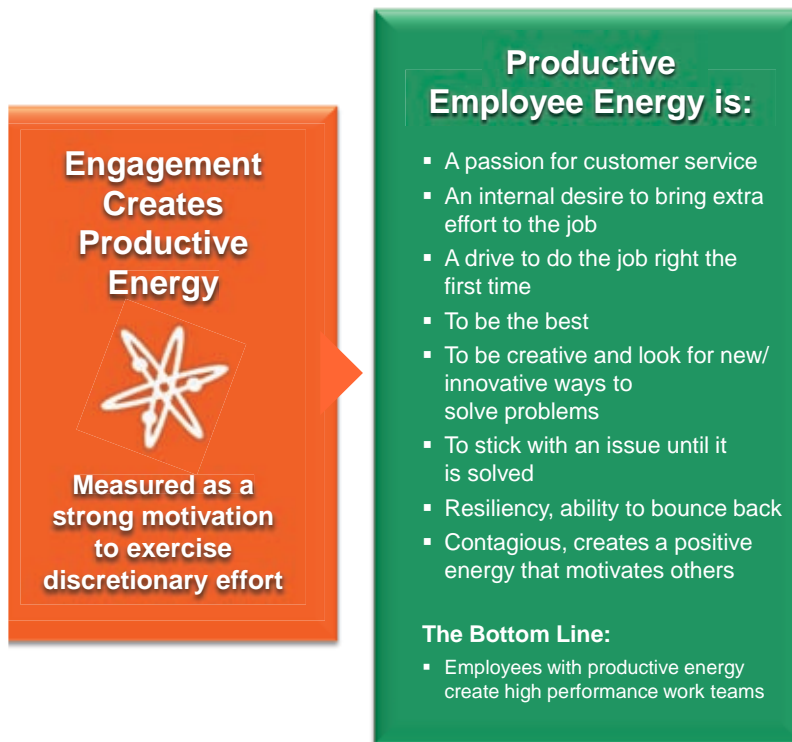 Engagement
Creates
Productive
Energy
Measured as a
strong motivation
to exercise
discretionary effort
Productive
Employee Energy is:
▪ A passion for customer service
▪ An internal desire to bring extra
effort to the job
▪ A drive to do the job right the
first time
▪ To be the best
▪ To be creative and look for new/
innovative ways to
solve problems
▪ To stick with an issue until it
is solved
▪ Resiliency, ability to bounce back
▪ Contagious, creates a positive
energy that motivates others
The Bottom Line:
▪ Employees with productive energy
create high performance work teams